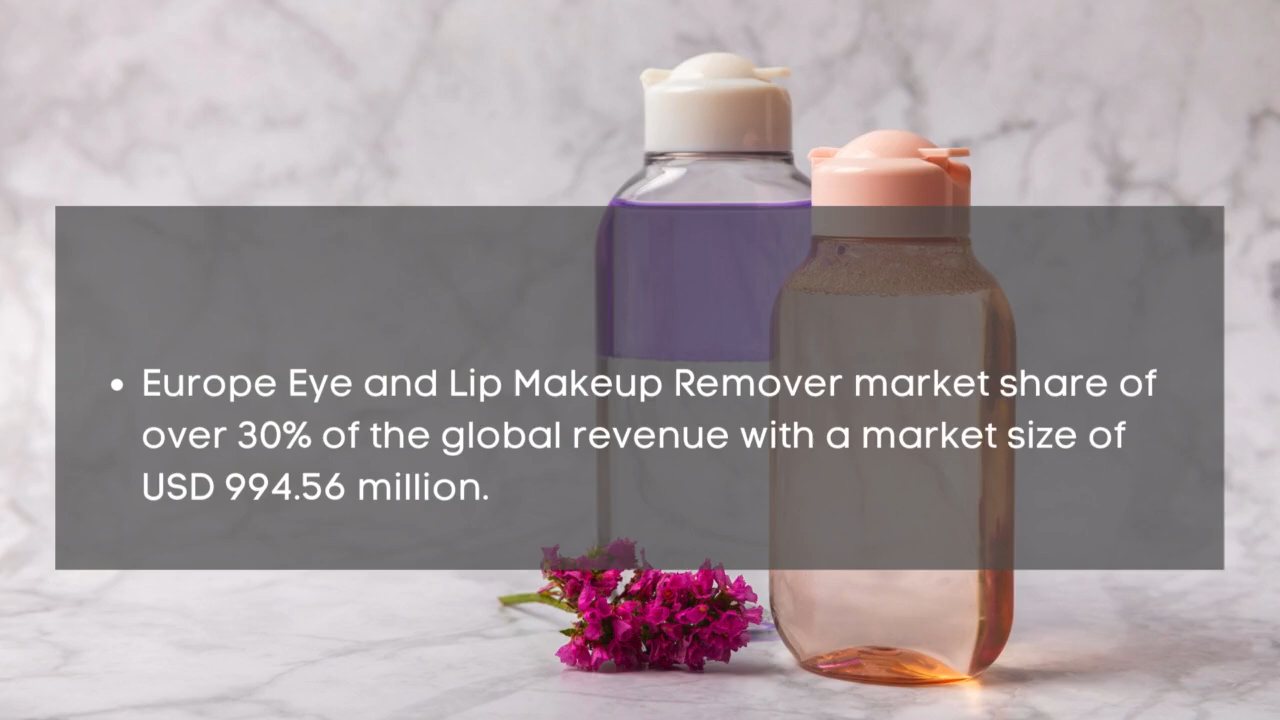 • Europe Eye and Lip Makeup Remover market share of
over 30% of the global revenue with a market size of
USD 994.56 million.